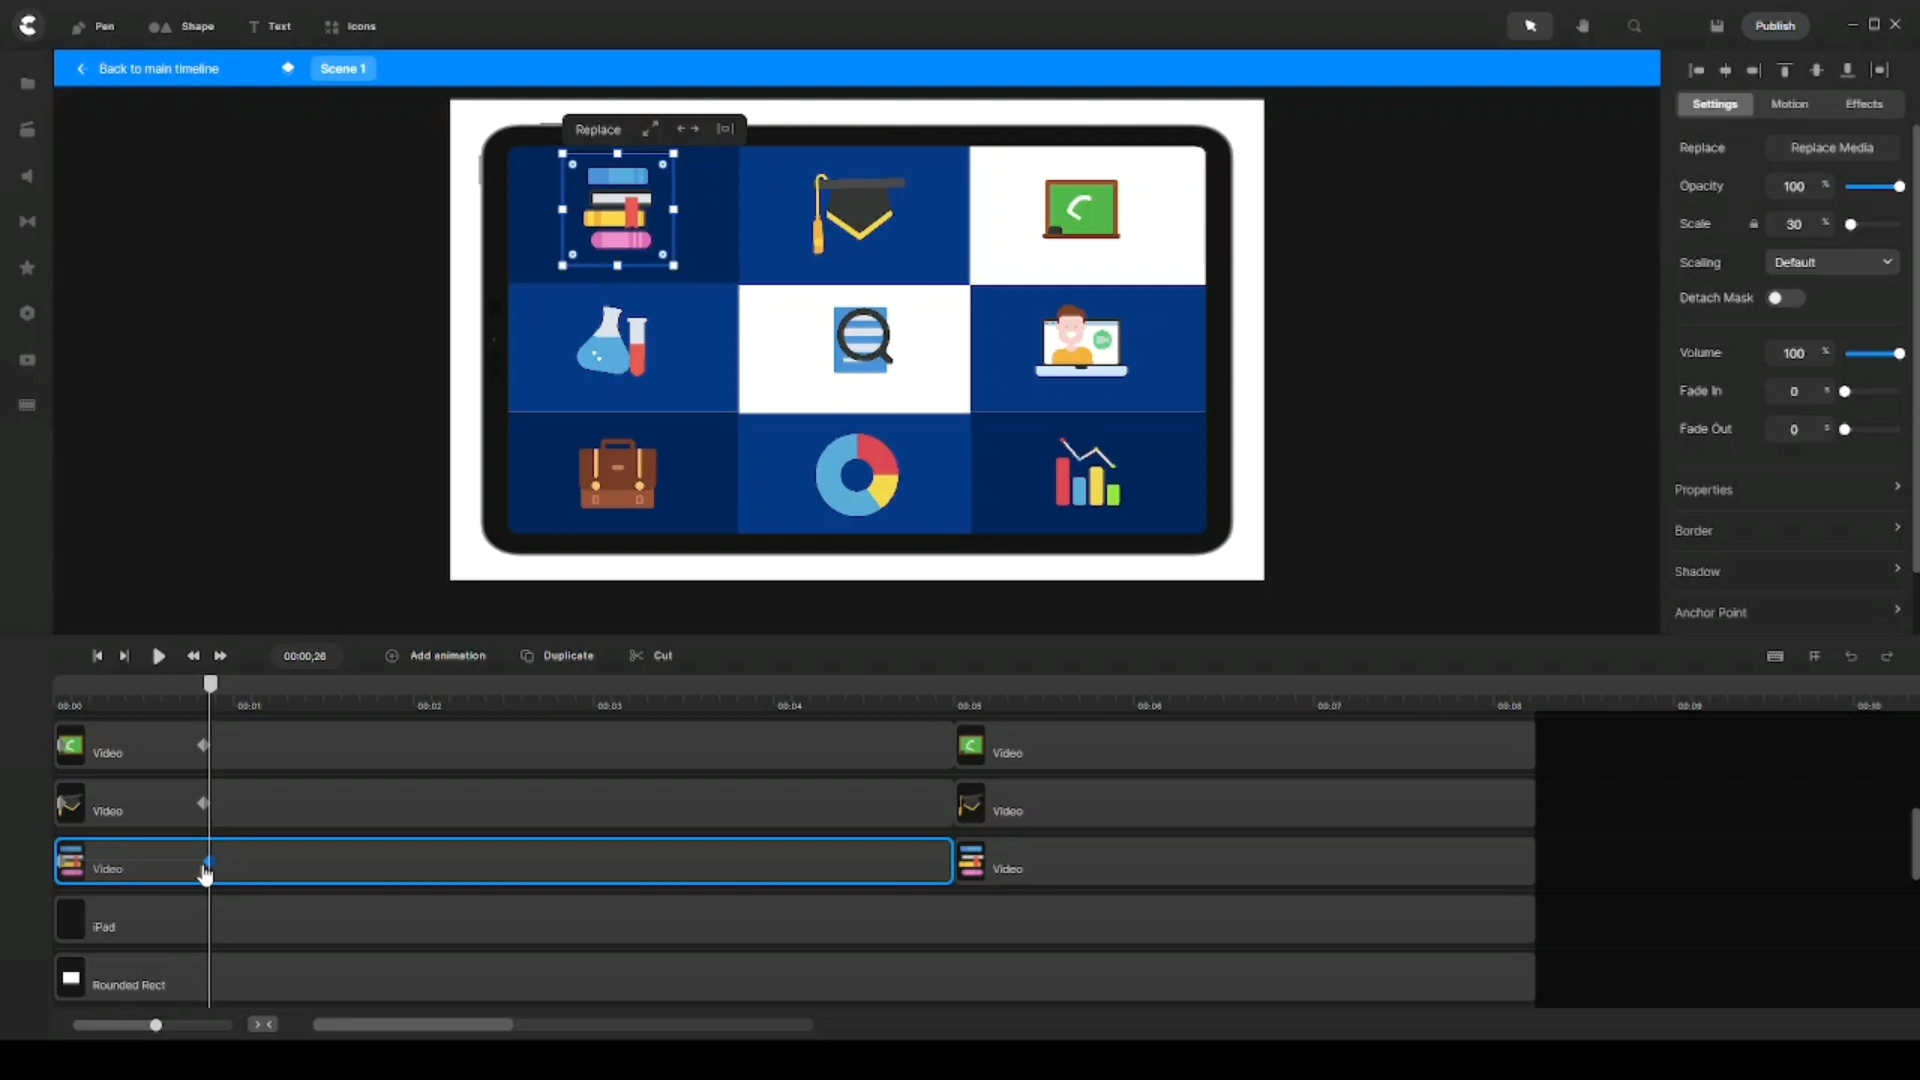 Pen Shape Text Icons Publish
Back to main timeline Scene 1
Settings Motion Effects
Replace
Replace Replace Media
Opacity 100 %
Scale 30 %
Scaling Default
Detach Mask
Volume 100 %
Fade In 0 s
Fade Out 0 s
Properties
Border
Shadow
Anchor Point
00:00,26 Add animation Duplicate Cut
00:00 00:01 00:02 00:03 00:04 00:05 00:06 00:07 00:08 00:09 00:10
Video Video
Video Video
Video Video
iPad
Rounded Rect